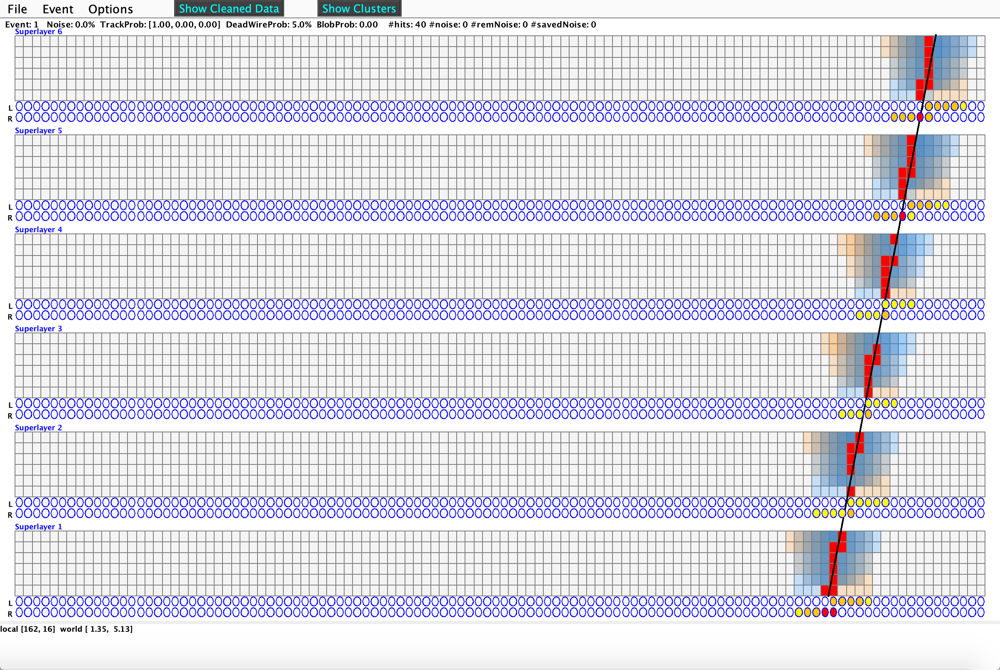 File Event Options Show Cleaned Data Show Clusters
Event: 1 Noise: 0.0% TrackProb: [1.00, 0.00, 0.00] DeadWireProb: 5.0% BlobProb: 0.00 #hits: 40 #noise: 0 #remNoise: 0 #savedNoise: 0
Superlayer 6
L
R
Superlayer 5
L
R
Superlayer 4
L
R
Superlayer 3
L
R
Superlayer 2
L
R
Superlayer 1
L
R
local [162, 16] world [ 1.35, 5.13]